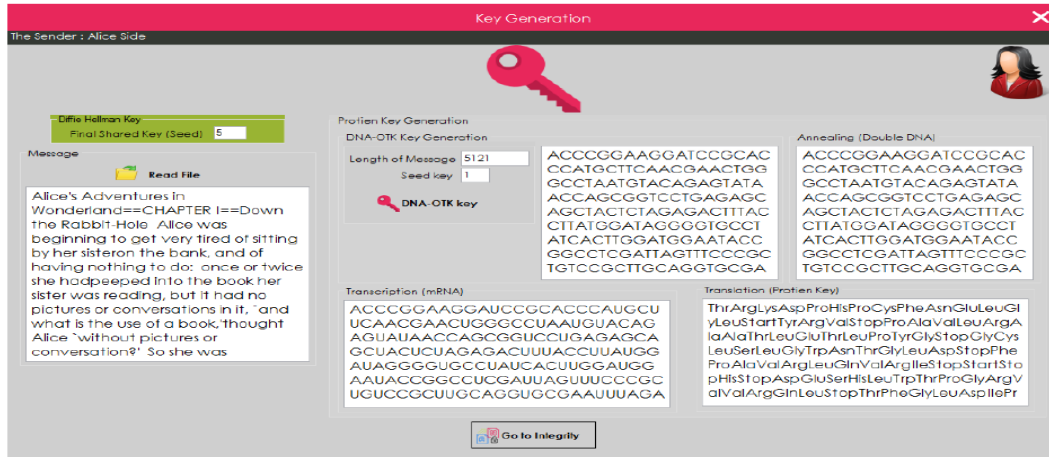 Key Generation
The Sender : Alice Side
Diffie Hellman Key
Final Shared Key (Seed) 5
Message
Read File
Alice's Adventures in
Wonderland==CHAPTER I==Down
the Rabbit-Hole Alice was
beginning to get very tired of sitting
by her sisteron the bank, and of
having nothing to do: once or twice
she hadpeeped into the book her
sister was reading, but it had no
pictures or conversations in it, `and
what is the use of a book,'thought
Alice `without pictures or
conversation?' So she was
Protien Key Generation
DNA-OTK Key Generation
Length of Message 5121
Seed key 1
DNA-OTK key
ACCCGGAAGGATCCGCAC
CCATGCTTCAACGAACTGG
GCCTAATGTACAGAGTATA
ACCAGCGGTCCTGAGAGC
AGCTACTCTAGAGACTTTAC
CTTATGGATAGGGGTGCCT
ATCACTTGGATGGAATACC
GGCCTCGATTAGTTTCCCGC
TGTCCGCTTGCAGGTGCGA
Annealing (Double DNA)
ACCCGGAAGGATCCGCAC
CCATGCTTCAACGAACTGG
GCCTAATGTACAGAGTATA
ACCAGCGGTCCTGAGAGC
AGCTACTCTAGAGACTTTAC
CTTATGGATAGGGGTGCCT
ATCACTTGGATGGAATACC
GGCCTCGATTAGTTTCCCGC
TGTCCGCTTGCAGGTGCGA
Transcription (mRNA)
ACCCGGAAGGAUCCGCACCCAUGCU
UCAACGAACUGGGCCUAAUGUACAG
AGUAUAACCAGCGGUCCUGAGAGCA
GCUACUCUAGAGACUUUACCUUAUGG
AUAGGGGUGCCUAUCACUUGGAUGG
AAUACCGGCCUCGAUUAGUUUCCCGC
UGUCCGCUUGCAGGUGCGAAUUUAGA
Translation (Protien Key)
ThrArgLysAspProHisProCysPheAsnGluLeuGl
yLeuStartTyrArgValStopProAlaValLeuArgA
laAlaThrLeuGluThrLeuProTyrGlyStopGlyCys
LeuSerLeuGlyTrpAsnThrGlyLeuAspStopPhe
ProAlaValArgLeuGlnValArgIleStopStartSto
pHisStopAspGluSerHisLeuTrpThrProGlyArgV
alValArgGlnLeuStopThrPheGlyLeuAspIlePr
Go to Integrity